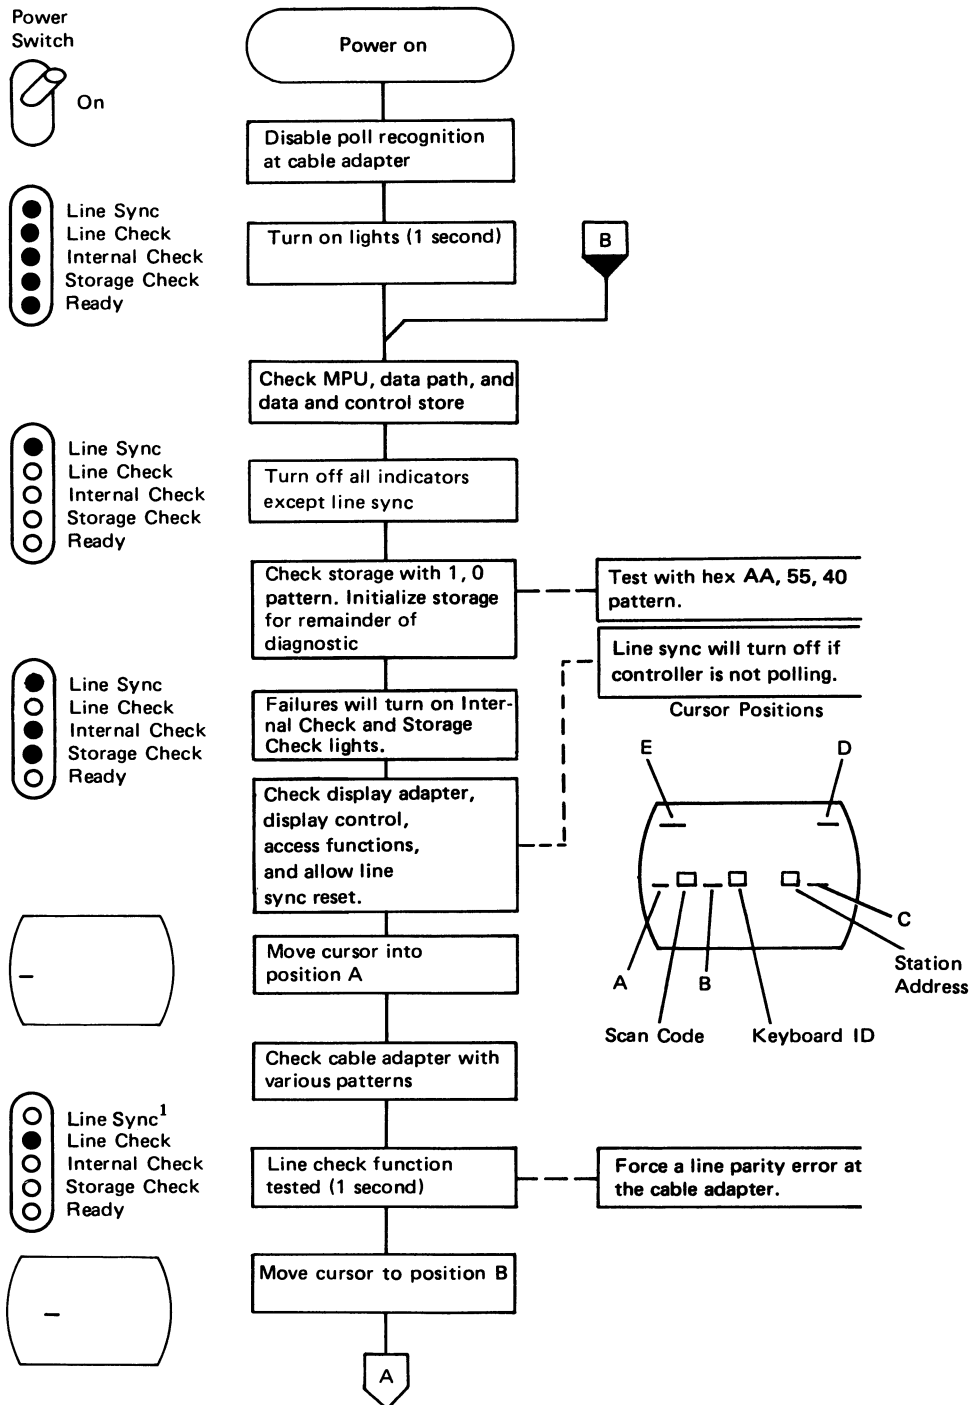 Power
Switch
On
Power on
Disable poll recognition
at cable adapter
Line Sync
Line Check
Internal Check
Storage Check
Ready
Turn on lights (1 second)
B
Check MPU, data path, and
data and control store
Line Sync
Line Check
Internal Check
Storage Check
Ready
Turn off all indicators
except line sync
Check storage with 1, 0
pattern. Initialize storage
for remainder of
diagnostic
Test with hex AA, 55, 40
pattern.
Line sync will turn off if
controller is not polling.
Line Sync
Line Check
Internal Check
Storage Check
Ready
Failures will turn on Inter-
nal Check and Storage
Check lights.
Cursor Positions
E
D
Check display adapter,
display control,
access functions,
and allow line
sync reset.
C
Station
Address
A
B
Scan Code
Keyboard ID
Move cursor into
position A
Check cable adapter with
various patterns
Line Sync1
Line Check
Internal Check
Storage Check
Ready
Line check function
tested (1 second)
Force a line parity error at
the cable adapter.
Move cursor to position B
A